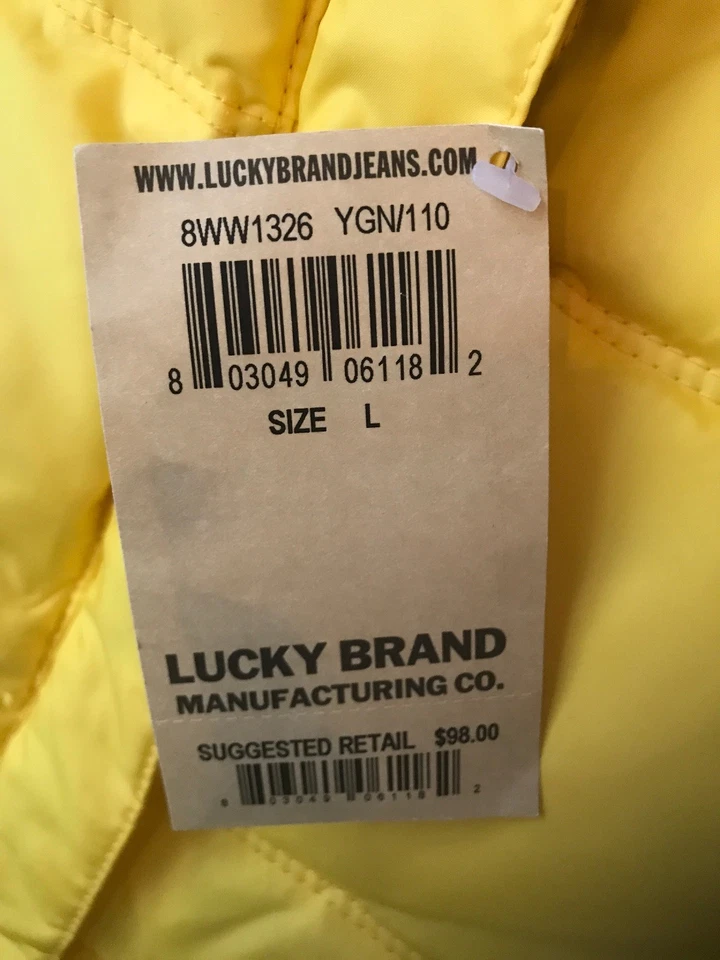 WWW.LUCKYBRANDJEANS.COM
8WW1326 YGN/110
8 03049 06118 2
SIZE L
LUCKY BRAND
MANUFACTURING CO.
SUGGESTED RETAIL $98.00
8 03049 06118 2